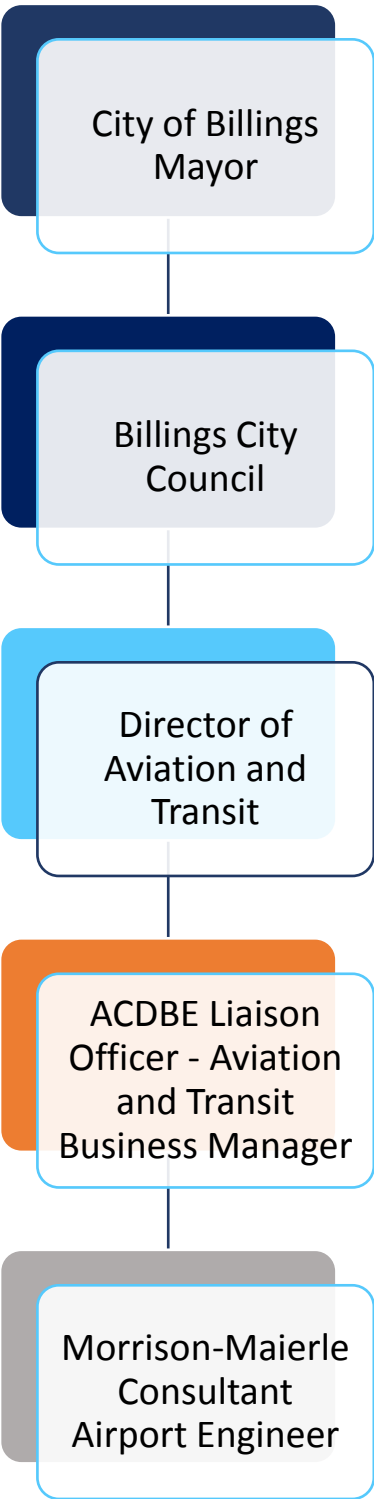 City of Billings
Mayor
Billings City
Council
Director of
Aviation and
Transit
ACDBE Liaison
Officer - Aviation
and Transit
Business Manager
Morrison-Maierle
Consultant
Airport Engineer